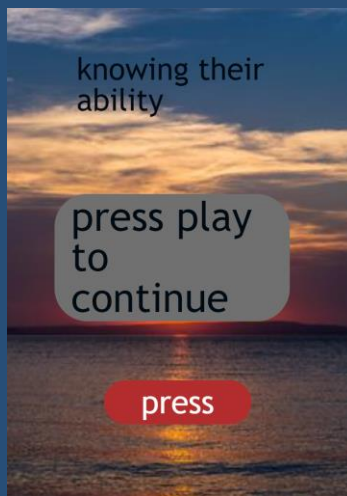 knowing their
ability
press play
to
continue
press